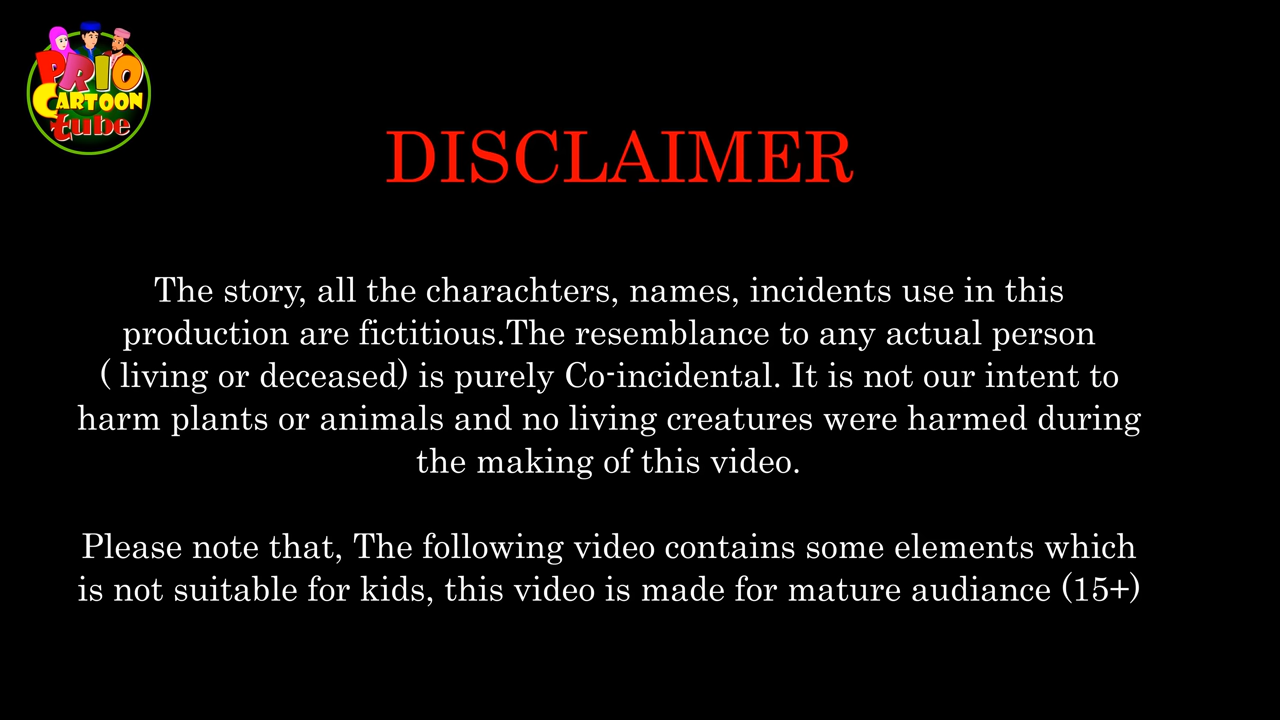 PRIO
CARTOON
tube
DISCLAIMER
The story, all the charachters, names, incidents use in this
production are fictitious.The resemblance to any actual person
( living or deceased) is purely Co-incidental. It is not our intent to
harm plants or animals and no living creatures were harmed during
the making of this video.
Please note that, The following video contains some elements which
is not suitable for kids, this video is made for mature audiance (15+)